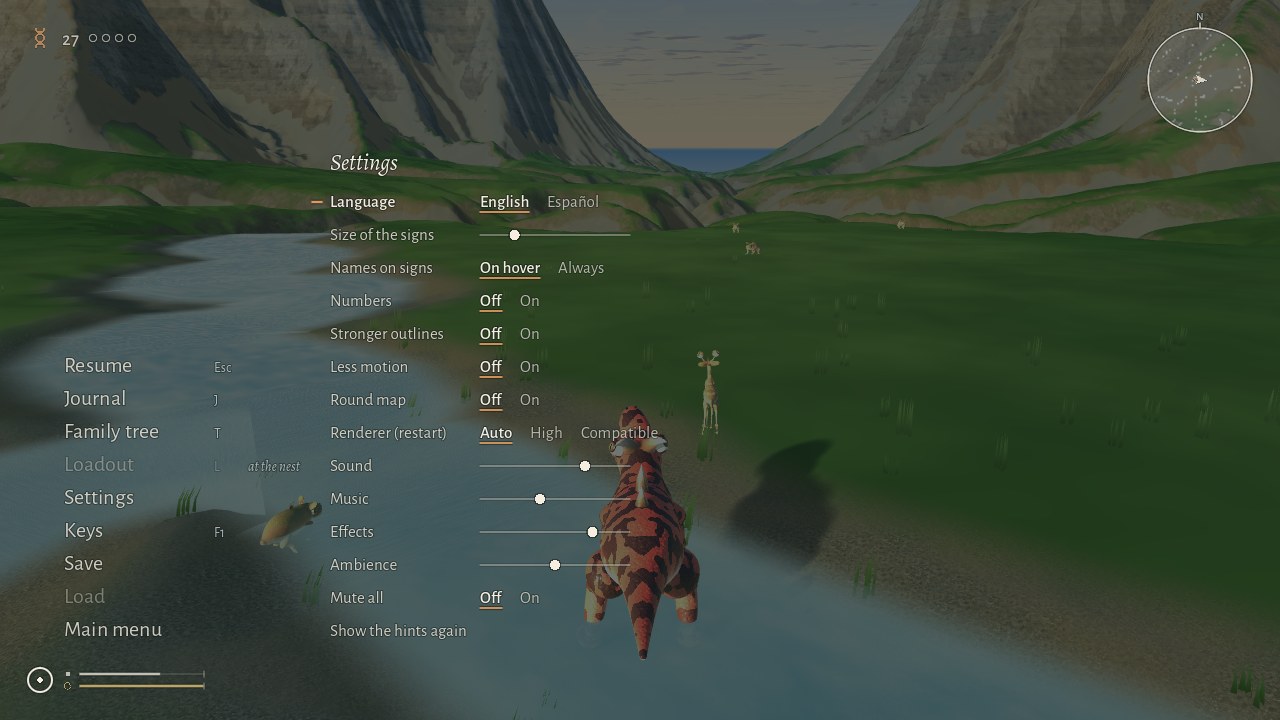 27
N
Settings
Language English Español
Size of the signs
Names on signs On hover Always
Numbers Off On
Stronger outlines Off On
Less motion Off On
Round map Off On
Renderer (restart) Auto High Compatible
Sound
Music
Effects
Ambience
Mute all Off On
Show the hints again
Resume Esc
Journal J
Family tree T
Loadout L at the nest
Settings
Keys F1
Save
Load
Main menu